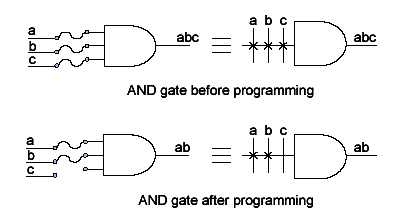 a b c abc a b c abc
AND gate before programming
a b c ab a b c ab
AND gate after programming